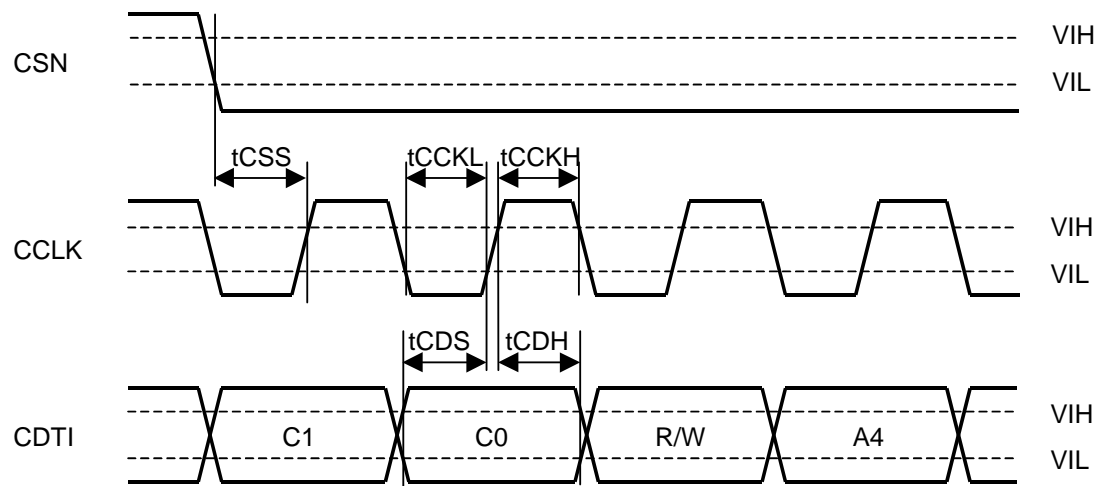 VIH
CSN
VIL
tCSS
tCCKL
tCCKH
VIH
CCLK
VIL
tCDS
tCDH
VIH
CDTI
C1
C0
R/W
A4
VIL